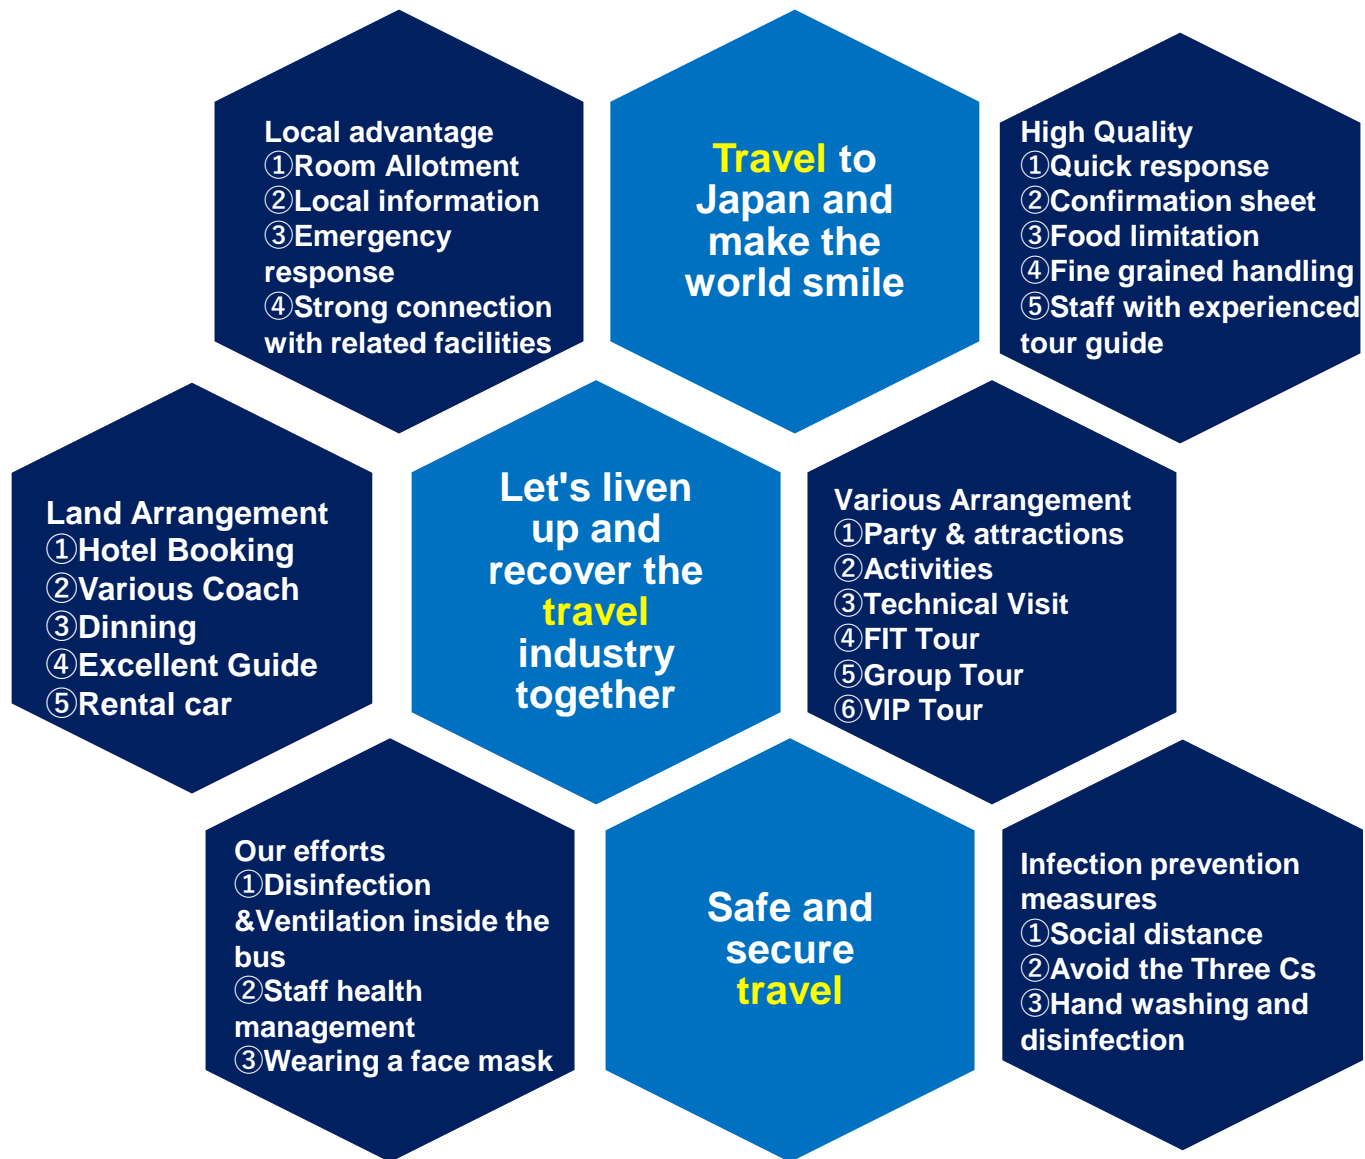 Local advantage
①Room Allotment
②Local information
③Emergency
response
④Strong connection
with related facilities
Travel to
Japan and
make the
world smile
High Quality
①Quick response
②Confirmation sheet
③Food limitation
④Fine grained handling
⑤Staff with experienced
tour guide
Land Arrangement
①Hotel Booking
②Various Coach
③Dinning
④Excellent Guide
⑤Rental car
Let's liven
up and
recover the
travel
industry
together
Various Arrangement
①Party & attractions
②Activities
③Technical Visit
④FIT Tour
⑤Group Tour
⑥VIP Tour
Our efforts
①Disinfection
&Ventilation inside the
bus
②Staff health
management
③Wearing a face mask
Safe and
secure
travel
Infection prevention
measures
①Social distance
②Avoid the Three Cs
③Hand washing and
disinfection